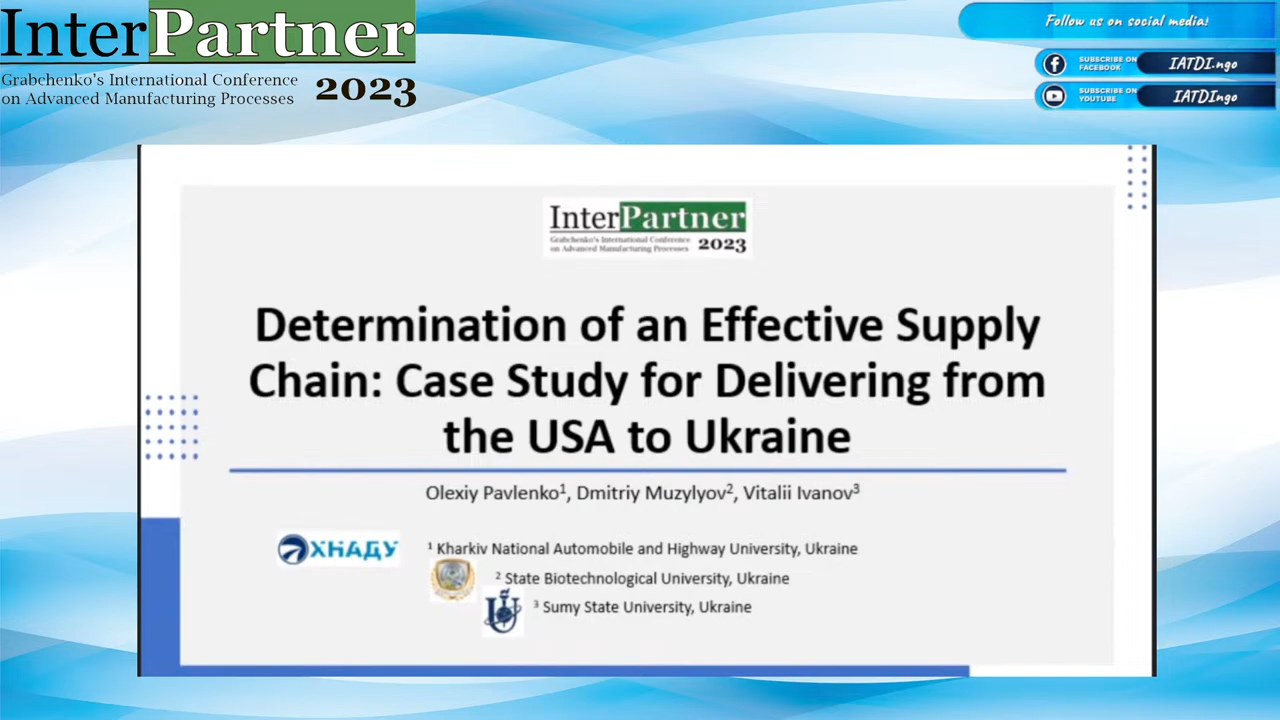 InterPartner
Grabchenko's International Conference
on Advanced Manufacturing Processes
2023
Follow us on social media!
SUBSCRIBE ON
FACEBOOK
IATDI.ngo
SUBSCRIBE ON
YOUTUBE
IATDIngo
InterPartner
Grabchenko's International Conference
on Advanced Manufacturing Processes
2023
Determination of an Effective Supply
Chain: Case Study for Delivering from
the USA to Ukraine
Olexiy Pavlenko¹, Dmitriy Muzylyov², Vitalii Ivanov³
ХНАДУ
¹ Kharkiv National Automobile and Highway University, Ukraine
² State Biotechnological University, Ukraine
³ Sumy State University, Ukraine